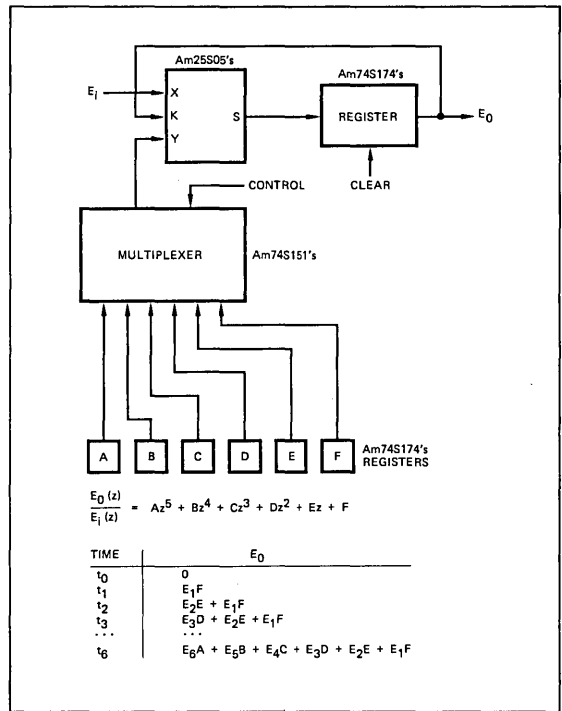 Am25S05's
Am74S174's
E_i
X
K
Y
S
REGISTER
E_0
CONTROL
CLEAR
MULTIPLEXER
Am74S151's
A B C D E F
Am74S174's
REGISTERS
E_0(z)/E_i(z) = Az^5 + Bz^4 + Cz^3 + Dz^2 + Ez + F
TIME E_0
t_0 0
t_1 E_1F
t_2 E_2E + E_1F
t_3 E_3D + E_2E + E_1F
... ...
t_6 E_6A + E_5B + E_4C + E_3D + E_2E + E_1F